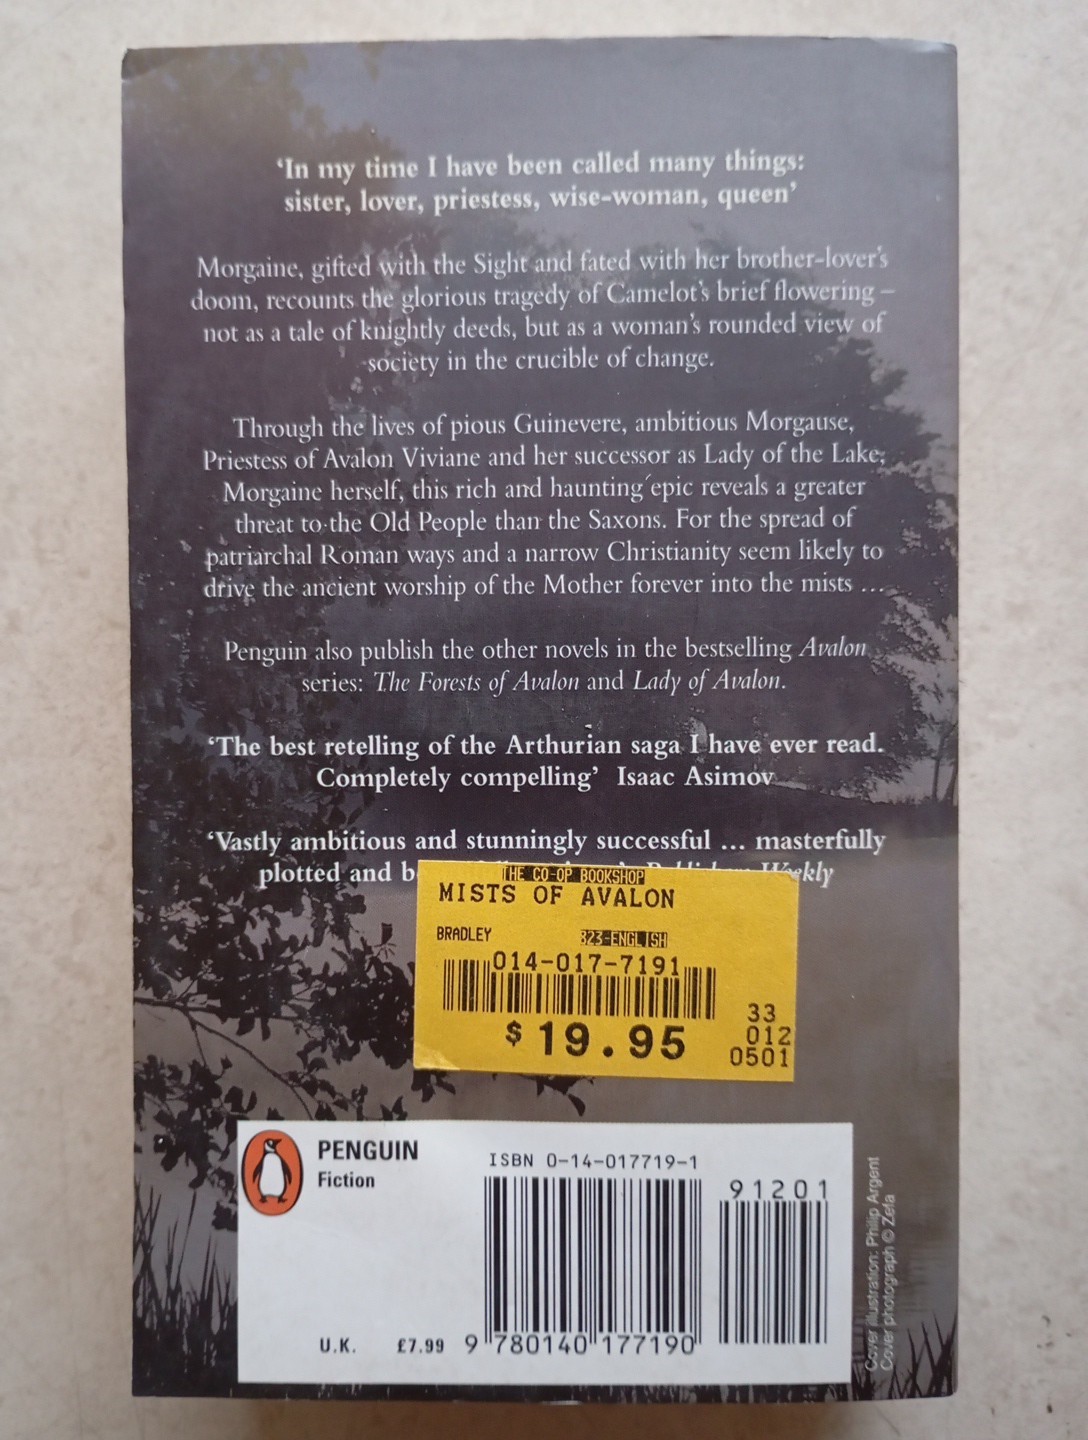 ‘In my time I have been called many things:
sister, lover, priestess, wise-woman, queen’
Morgaine, gifted with the Sight and fated with her brother-lover's
doom, recounts the glorious tragedy of Camelot's brief flowering –
not as a tale of knightly deeds, but as a woman's rounded view of
society in the crucible of change.
Through the lives of pious Guinevere, ambitious Morgause,
Priestess of Avalon Viviane and her successor as Lady of the Lake,
Morgaine herself, this rich and haunting epic reveals a greater
threat to the Old People than the Saxons. For the spread of
patriarchal Roman ways and a narrow Christianity seem likely to
drive the ancient worship of the Mother forever into the mists ...
Penguin also publish the other novels in the bestselling Avalon
series: The Forests of Avalon and Lady of Avalon.
‘The best retelling of the Arthurian saga I have ever read.
Completely compelling’ Isaac Asimov
‘Vastly ambitious and stunningly successful ... masterfully
plotted and Weekly
THE CO-OP BOOKSHOP
MISTS OF AVALON
BRADLEY 823-ENGLISH
014-017-7191
$19.95
33
012
0501
PENGUIN
Fiction
ISBN 0-14-017719-1
91201
U.K. £7.99
9 780140 177190
Cover illustration: Philip Argent
Cover photograph © Zefa